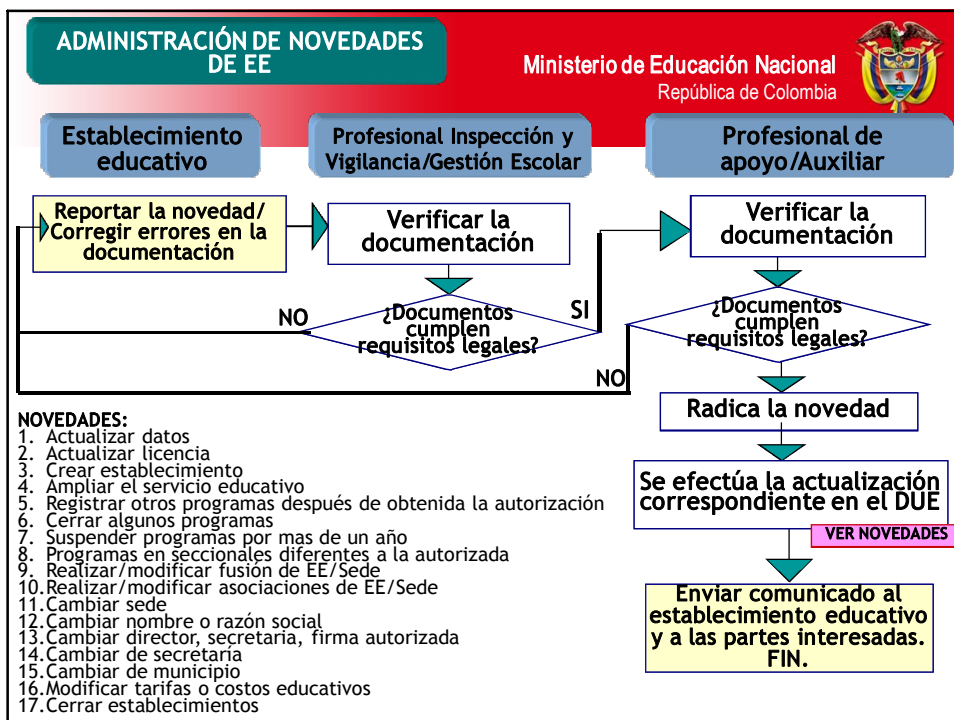 ADMINISTRACIÓN DE NOVEDADES
DE EE
Ministerio de Educación Nacional
República de Colombia
Establecimiento
educativo
Profesional Inspección y
Vigilancia/Gestión Escolar
Profesional de
apoyo/Auxiliar
Reportar la novedad/
Corregir errores en la
documentación
Verificar la
documentación
Verificar la
documentación
NO
¿Documentos
cumplen
requisitos legales?
SI
¿Documentos
cumplen
requisitos legales?
NO
Radica la novedad
Se efectúa la actualización
correspondiente en el DUE
VER NOVEDADES
Enviar comunicado al
establecimiento educativo
y a las partes interesadas.
FIN.
NOVEDADES:
1. Actualizar datos
2. Actualizar licencia
3. Crear establecimiento
4. Ampliar el servicio educativo
5. Registrar otros programas después de obtenida la autorización
6. Cerrar algunos programas
7. Suspender programas por mas de un año
8. Programas en seccionales diferentes a la autorizada
9. Realizar/modificar fusión de EE/Sede
10.Realizar/modificar asociaciones de EE/Sede
11.Cambiar sede
12.Cambiar nombre o razón social
13.Cambiar director, secretaria, firma autorizada
14.Cambiar de secretaría
15.Cambiar de municipio
16.Modificar tarifas o costos educativos
17.Cerrar establecimientos